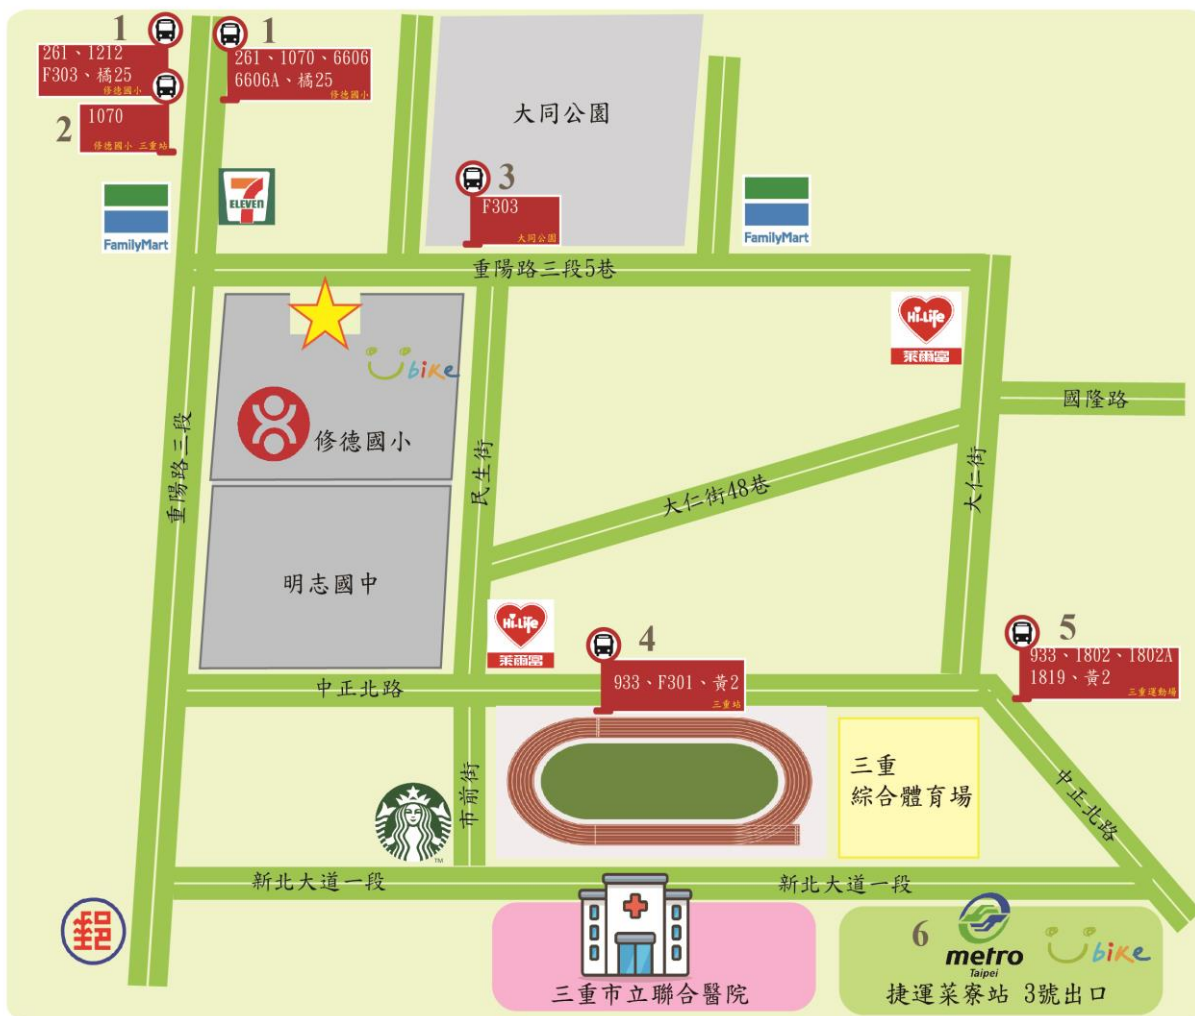 1
261、1212
F303、橘25
修德國小
1
261、1070、6606
6606A、橘25
修德國小
2
1070
修德國小 三重站
大同公園
3
F303
大同公園
7
ELEVEN
FamilyMart
FamilyMart
重陽路三段5巷
Hi-Life
萊爾富
ubike
國隆路
修德國小
重陽路三段
民生街
大仁街48巷
大仁街
明志國中
Hi-Life
萊爾富
4
933、F301、黃2
三重站
5
933、1802、1802A
1819、黃2
三重運動場
中正北路
市前街
三重
綜合體育場
中正北路
TM
新北大道一段
新北大道一段
郵
三重市立聯合醫院
6
metro
Taipei
ubike
捷運菜寮站 3號出口